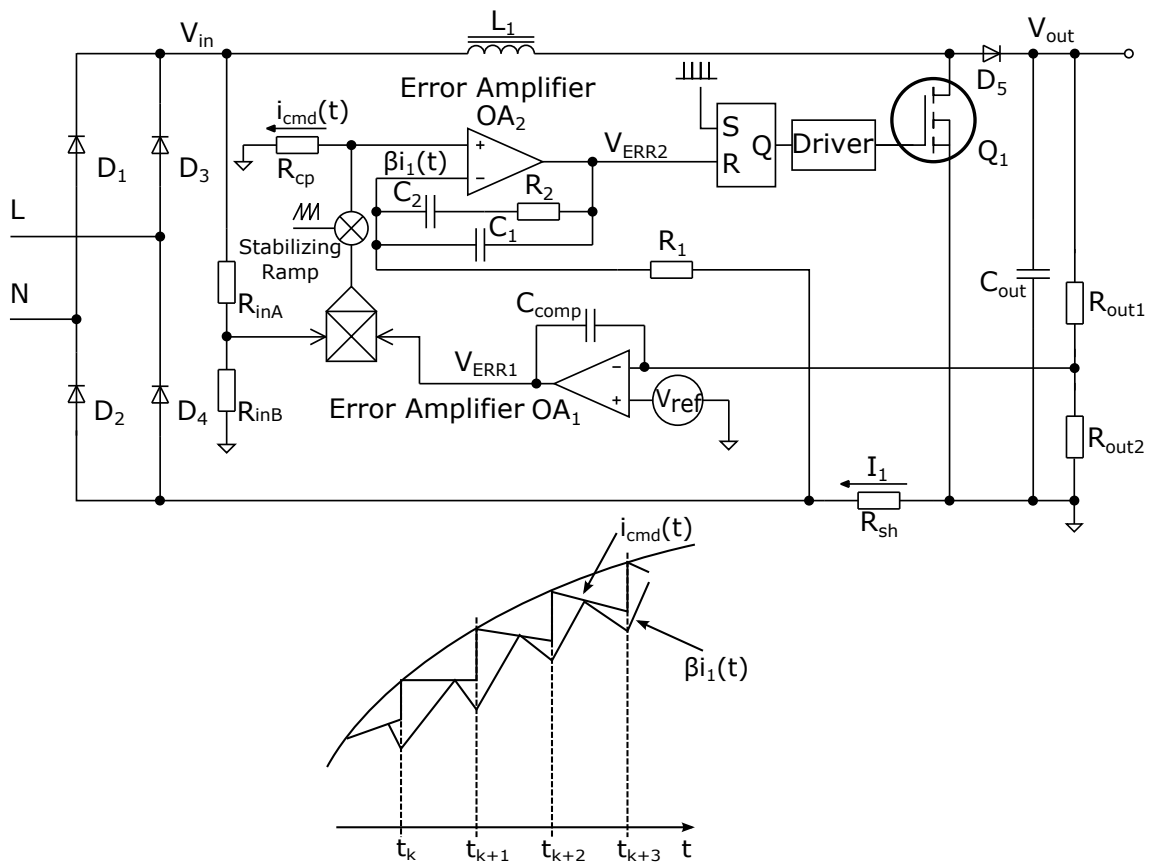 V_in
L_1
V_out
Error Amplifier
OA_2
D_5
i_cmd(t)
S
R
Q
Driver
Q_1
V_ERR2
+
−
R_cp
βi_1(t)
D_1
D_3
C_2
R_2
C_1
L
Stabilizing
Ramp
R_1
N
R_inA
C_comp
C_out
R_out1
V_ERR1
−
+
V_ref
D_2
D_4
R_inB
Error Amplifier OA_1
R_out2
I_1
R_sh
i_cmd(t)
βi_1(t)
t_k
t_k+1
t_k+2
t_k+3
t